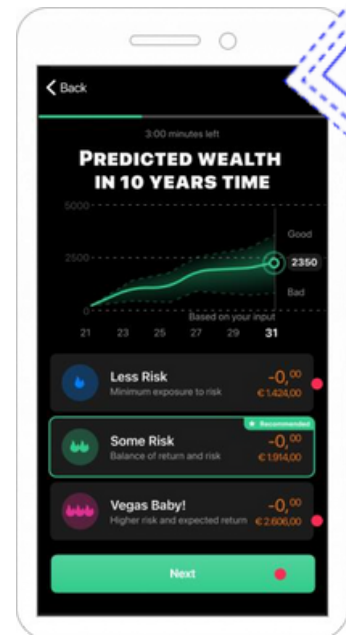 Back
3:00 minutes left
PREDICTED WEALTH
IN 10 YEARS TIME
5000
Good
2500
2350
Bad
Based on your input
0
21 23 25 27 29 31
Less Risk
-0,00
Minimum exposure to risk
€1.424,00
Recommended
Some Risk
-0,00
Balance of return and risk
€1.914,00
Vegas Baby!
-0,00
Higher risk and expected return
€2.606,00
Next